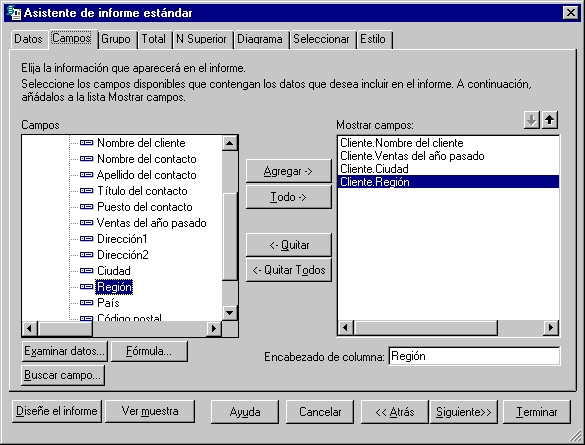 Asistente de informe estándar
Datos Campos Grupo Total N Superior Diagrama Seleccionar Estilo
Elija la información que aparecerá en el informe.
Seleccione los campos disponibles que contengan los datos que desea incluir en el informe. A continuación,
añádalos a la lista Mostrar campos.
Campos
Nombre del cliente
Nombre del contacto
Apellido del contacto
Título del contacto
Puesto del contacto
Ventas del año pasado
Dirección1
Dirección2
Ciudad
Región
País
Código postal
Agregar ->
Todo ->
<- Quitar
<- Quitar Todos
Mostrar campos:
Cliente.Nombre del cliente
Cliente.Ventas del año pasado
Cliente.Ciudad
Cliente.Región
Encabezado de columna: Región
Examinar datos... Fórmula...
Buscar campo...
Diseñe el informe Ver muestra Ayuda Cancelar << Atrás Siguiente>> Terminar